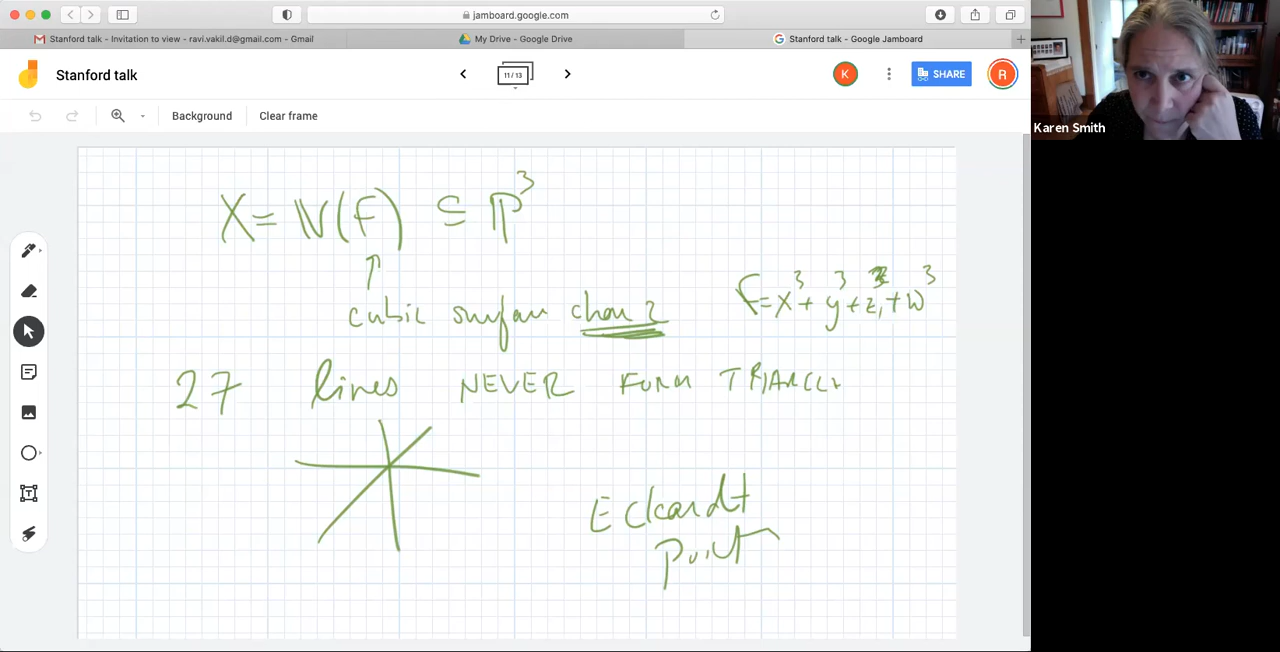 jamboard.google.com
Stanford talk - Invitation to view - ravi.vakil.d@gmail.com - Gmail
My Drive - Google Drive
Stanford talk - Google Jamboard
Stanford talk
11 / 13
K
SHARE
R
Background
Clear frame
Karen Smith
X = V(F) ⊆ ℙ³
↑
cubic surface char 2
F = x³ + y³ + z³ + w³
27 lines NEVER FORM TRIANGLE
Eckardt
point